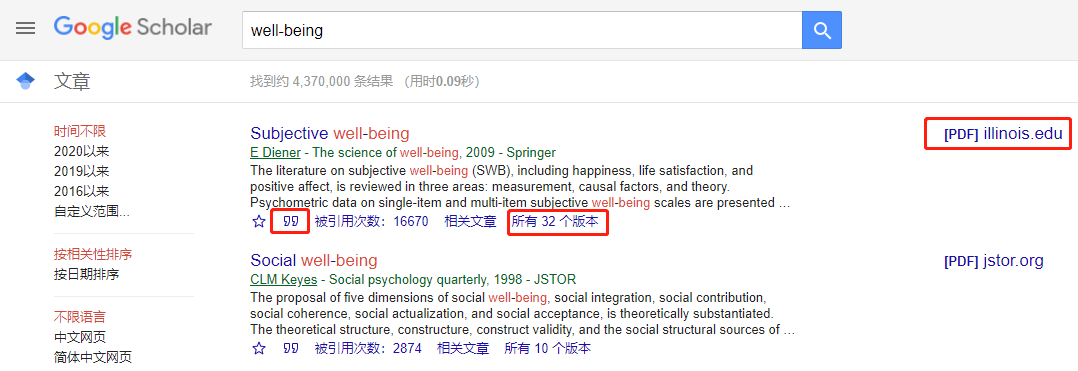 Google Scholar
well-being
文章
找到约 4,370,000 条结果 （用时0.09秒）
时间不限
2020以来
2019以来
2016以来
自定义范围...
按相关性排序
按日期排序
不限语言
中文网页
简体中文网页
Subjective well-being
[PDF] illinois.edu
E Diener - The science of well-being, 2009 - Springer
The literature on subjective well-being (SWB), including happiness, life satisfaction, and
positive affect, is reviewed in three areas: measurement, causal factors, and theory.
Psychometric data on single-item and multi-item subjective well-being scales are presented …
被引用次数：16670 相关文章 所有 32 个版本
Social well-being
[PDF] jstor.org
CLM Keyes - Social psychology quarterly, 1998 - JSTOR
The proposal of five dimensions of social well-being, social integration, social contribution,
social coherence, social actualization, and social acceptance, is theoretically substantiated.
The theoretical structure, constructure, construct validity, and the social structural sources of …
被引用次数：2874 相关文章 所有 10 个版本